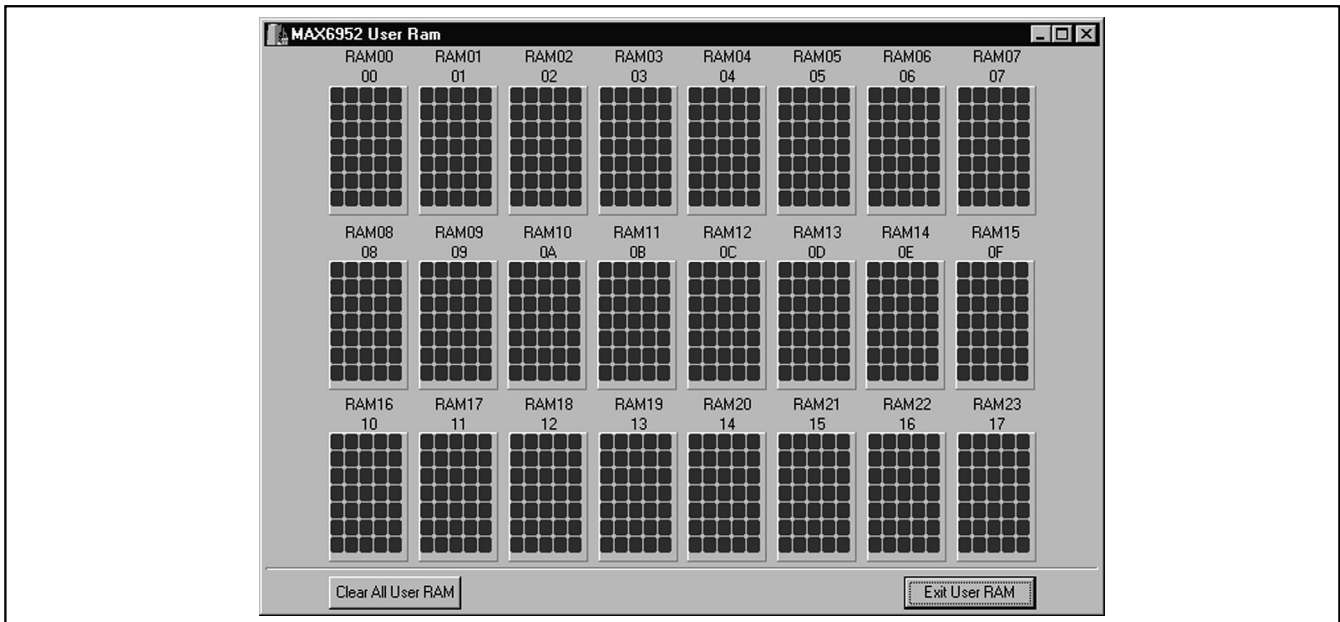 MAX6952 User Ram
RAM00 RAM01 RAM02 RAM03 RAM04 RAM05 RAM06 RAM07
00 01 02 03 04 05 06 07
RAM08 RAM09 RAM10 RAM11 RAM12 RAM13 RAM14 RAM15
08 09 0A 0B 0C 0D 0E 0F
RAM16 RAM17 RAM18 RAM19 RAM20 RAM21 RAM22 RAM23
10 11 12 13 14 15 16 17
Clear All User RAM Exit User RAM